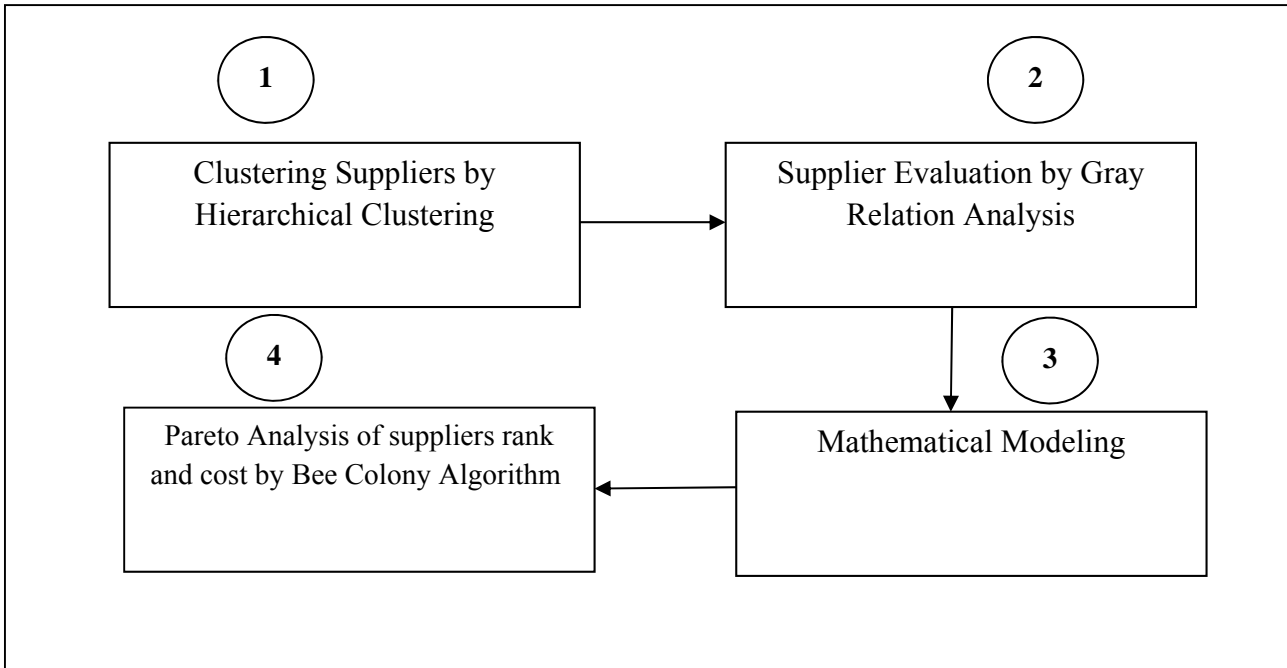 1
Clustering Suppliers by
Hierarchical Clustering
2
Supplier Evaluation by Gray
Relation Analysis
3
Mathematical Modeling
4
Pareto Analysis of suppliers rank
and cost by Bee Colony Algorithm